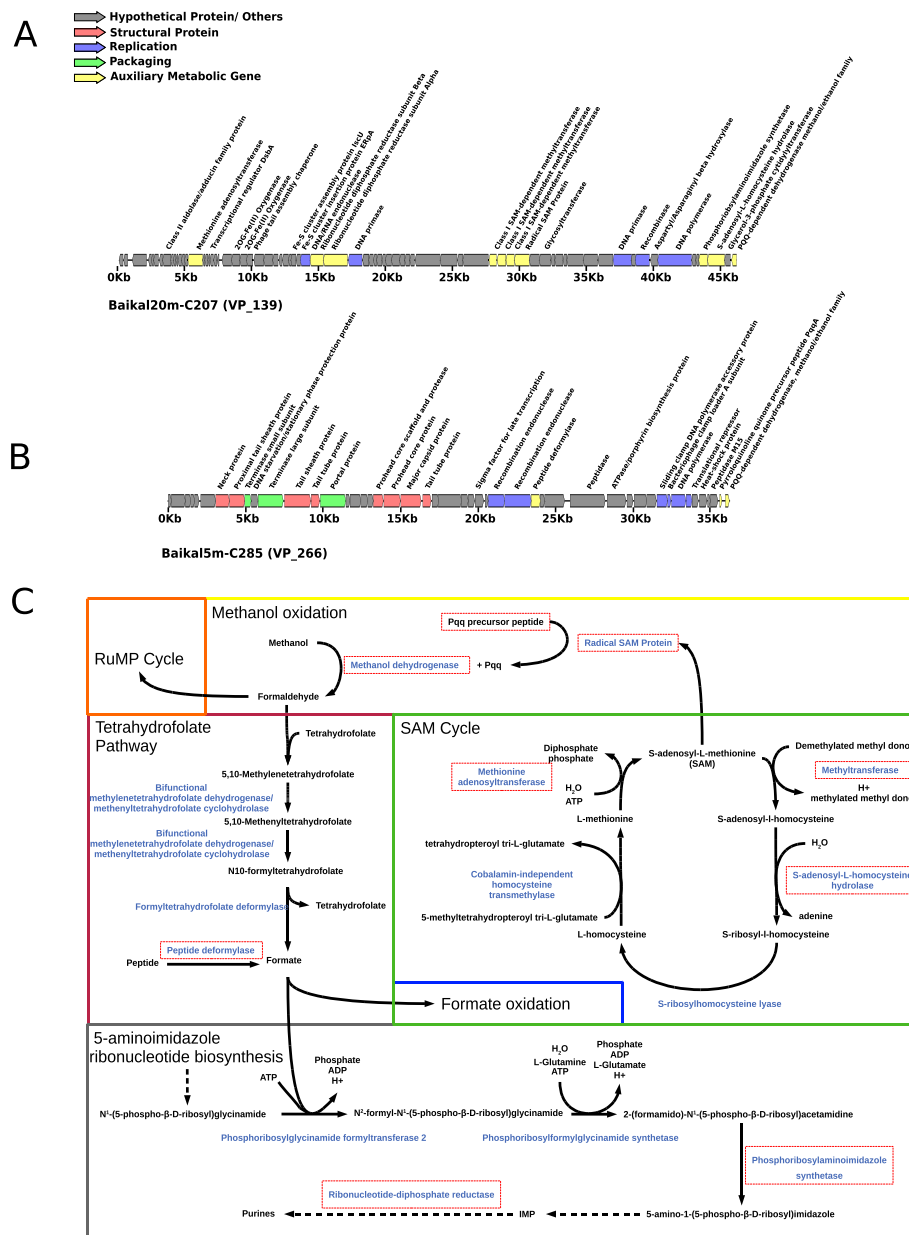 A
Hypothetical Protein/ Others
Structural Protein
Replication
Packaging
Auxiliary Metabolic Gene
Class II aldolase/adducin family protein
Methionine adenosyltransferase
Transcriptional regulator DsbA
2OG-Fe(II) Oxygenase
2OG-Fe(II) Oxygenase
Phage tail assembly chaperone
Fe-S cluster assembly protein IscU
Fe-S cluster insertion protein ERpA
DNA/RNA endonuclease
Ribonucleotide diphosphate reductase subunit Beta
Ribonucleotide diphosphate reductase subunit Alpha
DNA primase
Class I SAM-dependent methyltransferase
Class I SAM-dependent methyltransferase
Class I SAM-dependent methyltransferase
Radical SAM Protein
Glycosyltransferase
DNA primase
Recombinase
Aspartyl/Asparginyl beta hydroxylase
DNA polymerase
Phosphoriobsylaminoimidazole synthetase
S-adenosyl-L-homocysteine hydrolase
Glycerol-3-phosphate cytidylyltransferase
PQQ-dependent dehydrogenase methanol/ethanol family
0Kb 5Kb 10Kb 15Kb 20Kb 25Kb 30Kb 35Kb 40Kb 45Kb
Baikal20m-C207 (VP_139)
B
Neck protein
Proximal tail sheath protein
Terminase small subunit
DNA starvation/stationary phase protection protein
Terminase large subunit
Tail sheath protein
Tail tube protein
Portal protein
Prohead core scaffold and protease
Prohead core protein
Major capsid protein
Tail tube protein
Sigma factor for late transcription
Recombination endonuclease
Recombination endonuclease
Peptide deformylase
Peptidase
ATPase/porphyrin biosynthesis protein
Sliding clamp DNA polymerase accessory protein
Bacteriophage clamp loader A subunit
DNA polymerase
Translational repressor
Heat-shock protein
Peptidase M15
Pyrroloquinoline quinone precursor peptide PqqA
PQQ-dependent dehydrogenase, methanol/ethanol family
0Kb 5Kb 10Kb 15Kb 20Kb 25Kb 30Kb 35Kb
Baikal5m-C285 (VP_266)
C
Methanol oxidation
RuMP Cycle
Methanol
Methanol dehydrogenase
Formaldehyde
Pqq precursor peptide
+ Pqq
Radical SAM Protein
Tetrahydrofolate
Pathway
Tetrahydrofolate
5,10-Methylenetetrahydrofolate
Bifunctional
methylenetetrahydrofolate dehydrogenase/
methenyltetrahydrofolate cyclohydrolase
5,10-Methenyltetrahydrofolate
Bifunctional
methylenetetrahydrofolate dehydrogenase/
methenyltetrahydrofolate cyclohydrolase
N10-formyltetrahydrofolate
Formyltetrahydrofolate deformylase
Tetrahydrofolate
Peptide deformylase
Peptide
Formate
SAM Cycle
Diphosphate
phosphate
Methionine
adenosyltransferase
H2O
ATP
L-methionine
S-adenosyl-L-methionine
(SAM)
Demethylated methyl dono
Methyltransferase
H+
methylated methyl dono
S-adenosyl-l-homocysteine
tetrahydropteroyl tri-L-glutamate
Cobalamin-independent
homocysteine
transmethylase
5-methyltetrahydropteroyl tri-L-glutamate
L-homocysteine
H2O
S-adenosyl-L-homocysteine
hydrolase
adenine
S-ribosyl-l-homocysteine
S-ribosylhomocysteine lyase
Formate oxidation
5-aminoimidazole
ribonucleotide biosynthesis
ATP
Phosphate
ADP
H+
N¹-(5-phospho-β-D-ribosyl)glycinamide
Phosphoribosylglycinamide formyltransferase 2
N²-formyl-N¹-(5-phospho-β-D-ribosyl)glycinamide
H2O
L-Glutamine
ATP
Phosphate
ADP
L-Glutamate
H+
Phosphosylformylglycinamide synthetase
2-(formamido)-N¹-(5-phospho-β-D-ribosyl)acetamidine
Phosphoribosylaminoimidazole
synthetase
5-amino-1-(5-phospho-β-D-ribosyl)imidazole
IMP
Ribonucleotide-diphosphate reductase
Purines